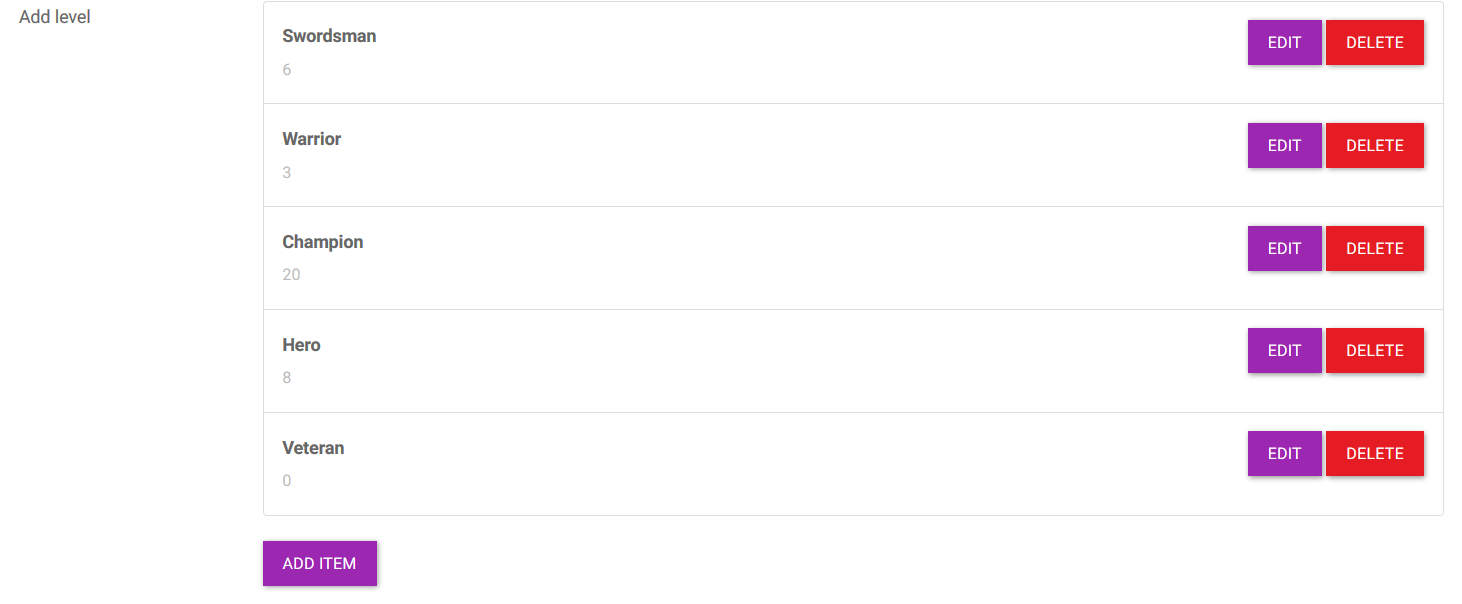 Add level
Swordsman
6
EDIT DELETE
Warrior
3
EDIT DELETE
Champion
20
EDIT DELETE
Hero
8
EDIT DELETE
Veteran
0
EDIT DELETE
ADD ITEM